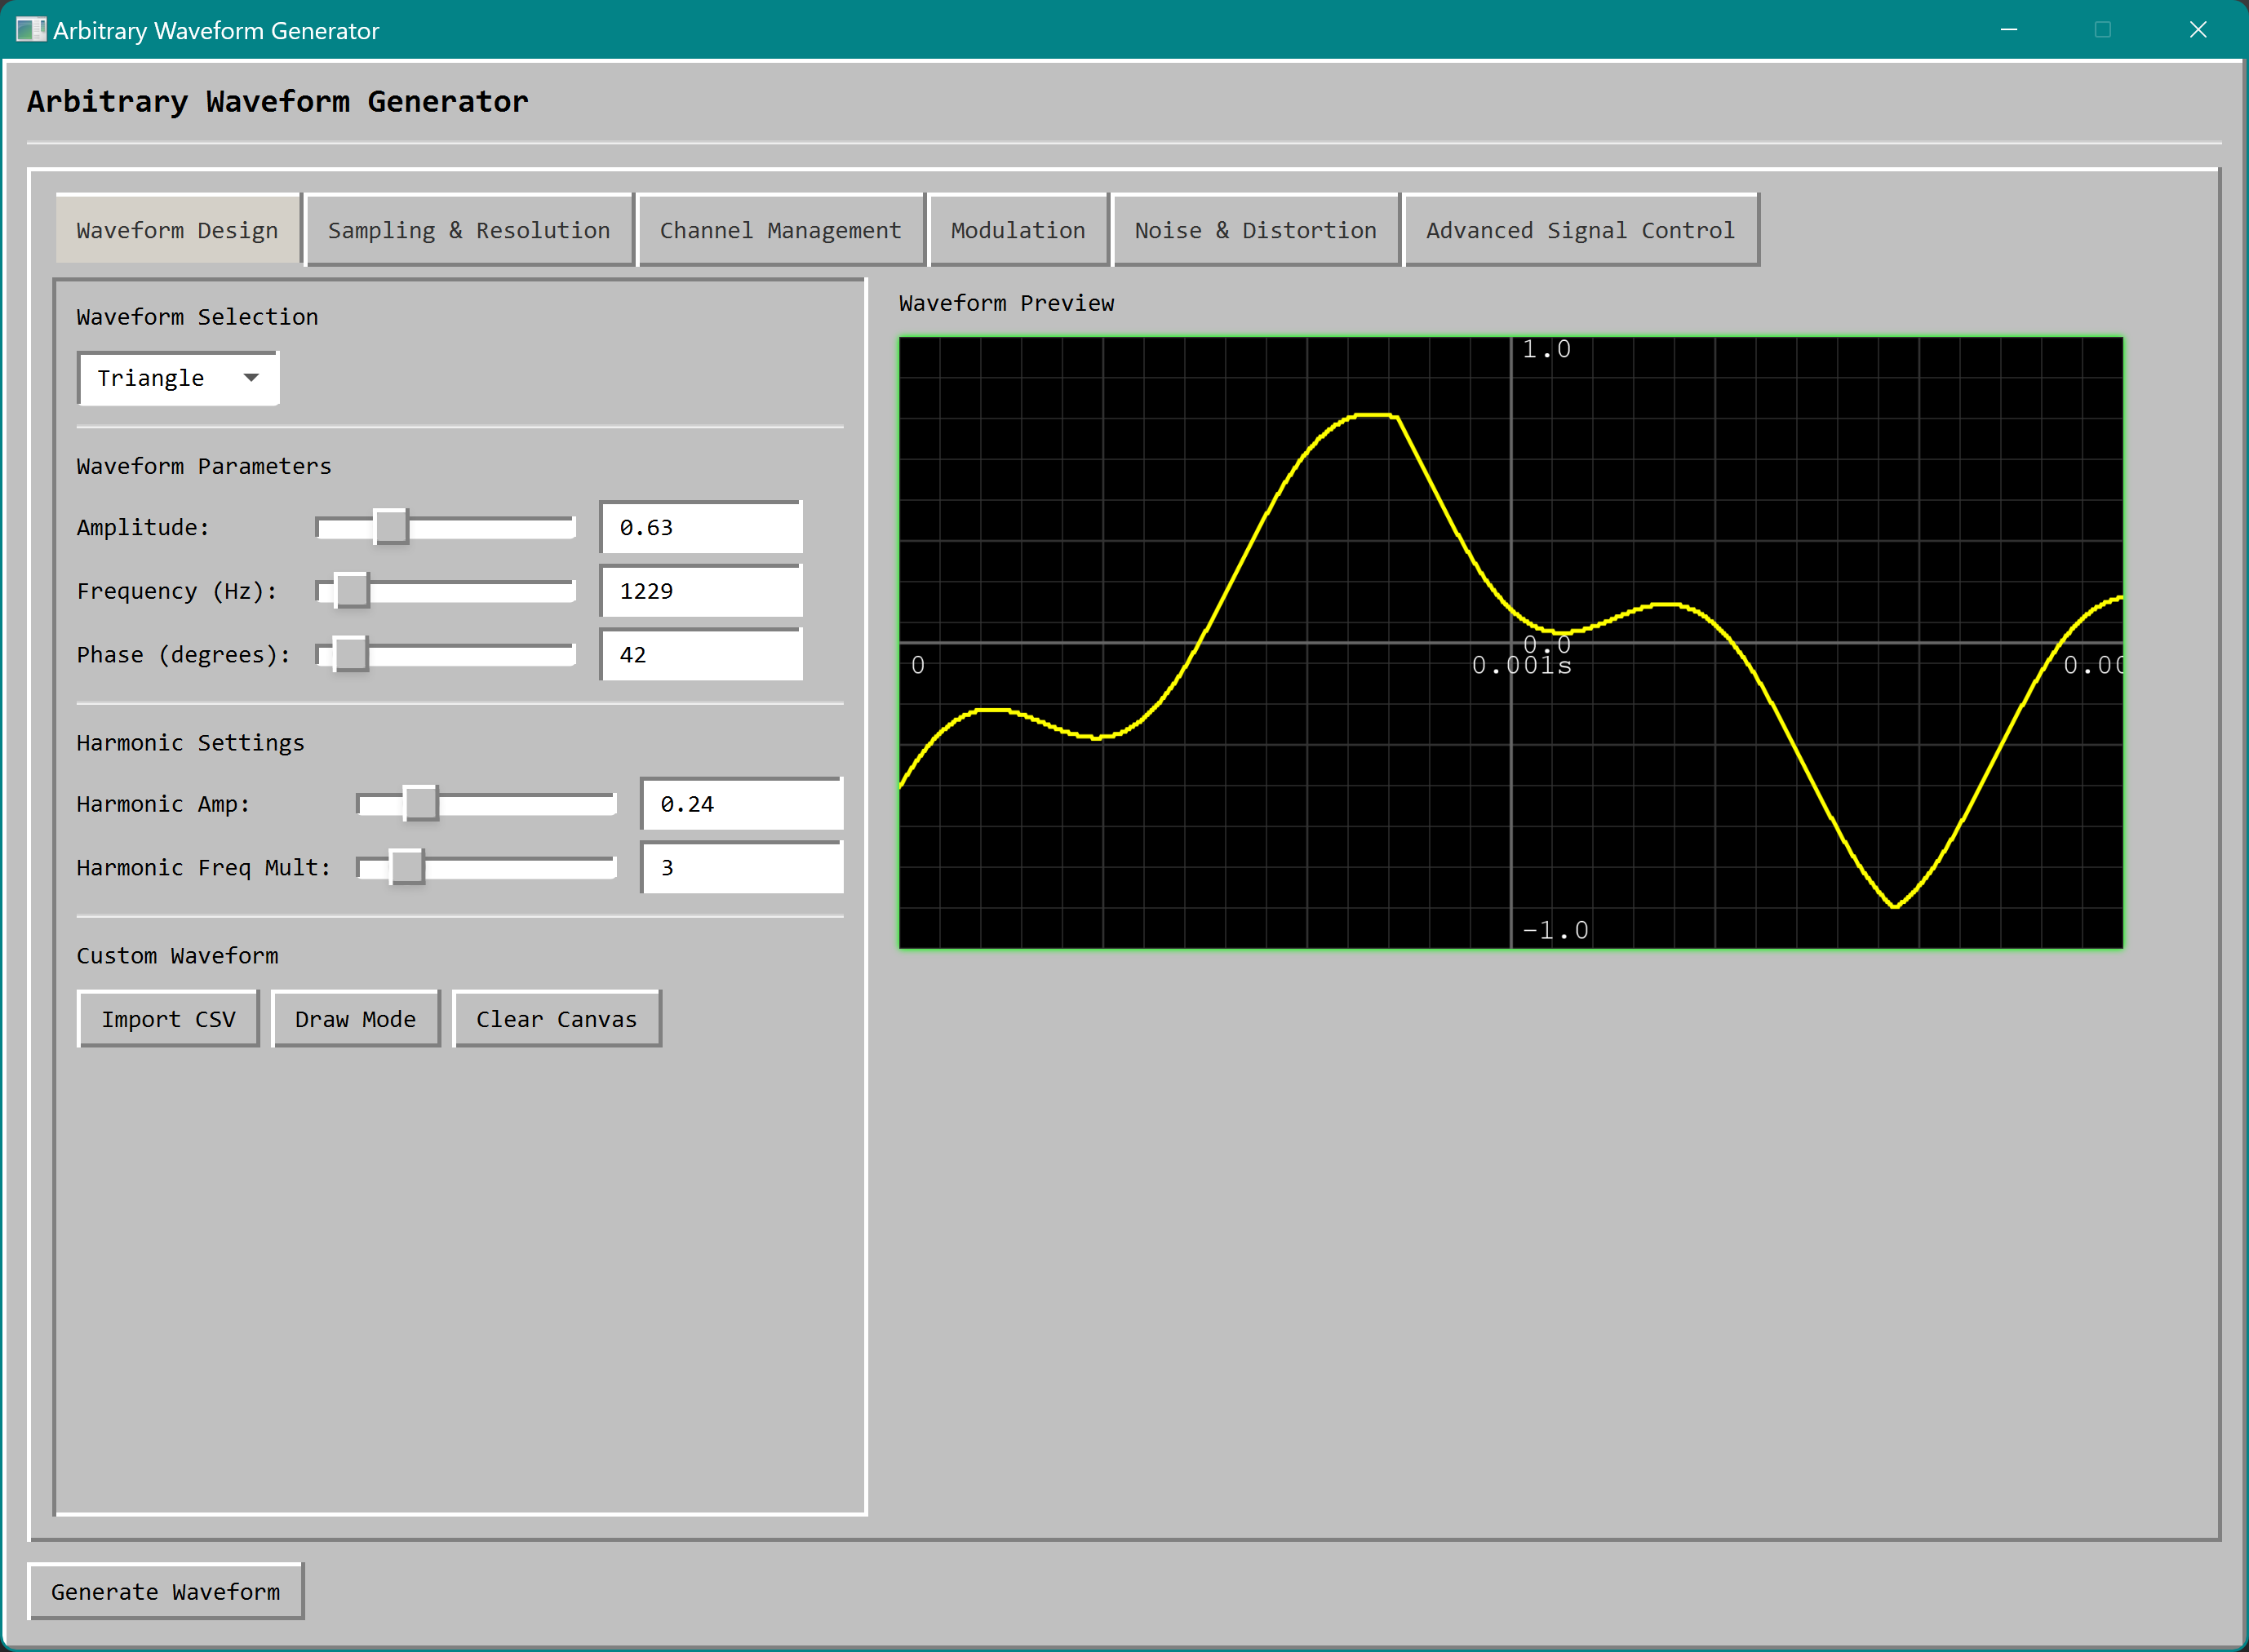 Arbitrary Waveform Generator
Arbitrary Waveform Generator
Waveform Design
Sampling & Resolution
Channel Management
Modulation
Noise & Distortion
Advanced Signal Control
Waveform Selection
Triangle
Waveform Parameters
Amplitude: 0.63
Frequency (Hz): 1229
Phase (degrees): 42
Harmonic Settings
Harmonic Amp: 0.24
Harmonic Freq Mult: 3
Custom Waveform
Import CSV
Draw Mode
Clear Canvas
Waveform Preview
1.0
0.0
0 0.001s
-1.0
Generate Waveform